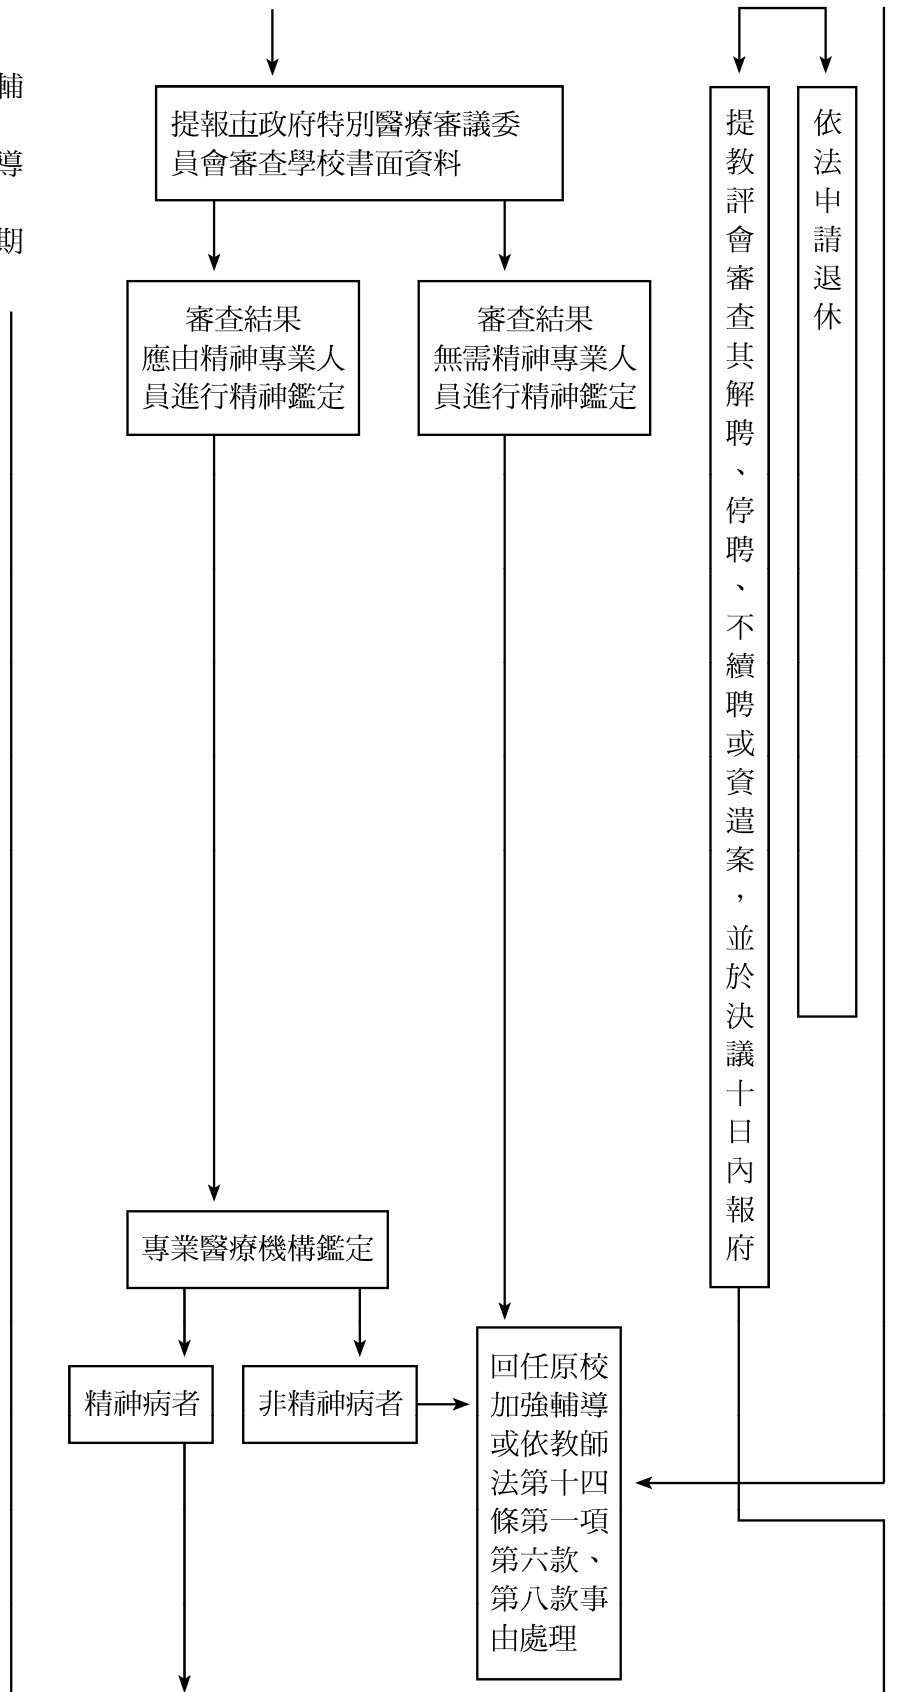 輔
導
期
提報市政府特別醫療審議委
員會審查學校書面資料
審查結果
應由精神專業人
員進行精神鑑定
審查結果
無需精神專業人
員進行精神鑑定
提教評會審查其解聘、停聘、不續聘或資遣案，並於決議十日內報府
依法申請退休
專業醫療機構鑑定
精神病者
非精神病者
回任原校
加強輔導
或依教師
法第十四
條第一項
第六款、
第八款事
由處理